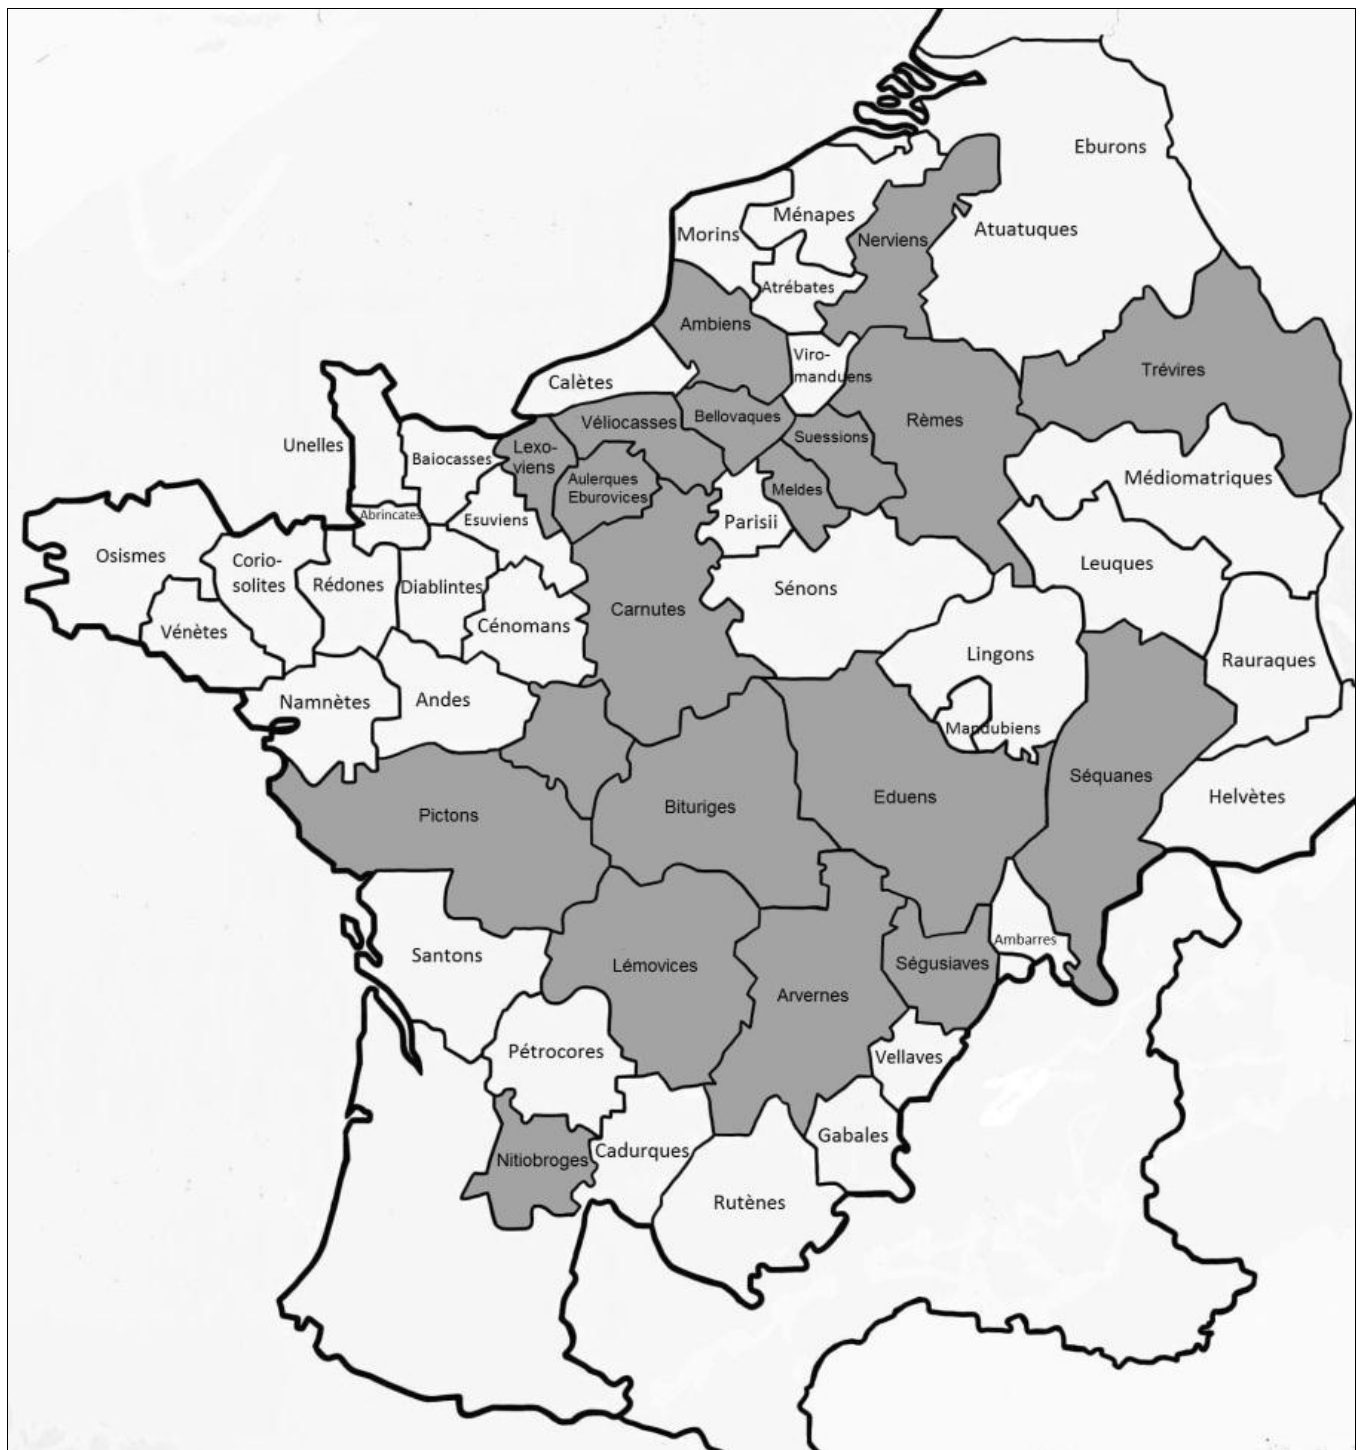 Eburons
Ménapes
Atuatuques
Morins
Nerviens
Atrébates
Ambiens
Viro-
manduens
Trévires
Calètes
Bellovaques
Véliocasses
Rèmes
Suessions
Unelles
Lexo-
viens
Baiocasses
Aulerques
Eburovices
Meldes
Médiomatriques
Abrincates
Esuviens
Parisii
Osismes
Corio-
solites
Rédones
Diablintes
Sénons
Leuques
Carnutes
Vénètes
Cénomans
Lingons
Rauraques
Namnètes
Andes
Mandubiens
Séquanes
Pictons
Bituriges
Eduens
Helvètes
Santons
Lémovices
Ambarres
Ségusiaves
Arvernes
Pétrocores
Vellaves
Gabales
Nitiobroges
Cadurques
Rutènes